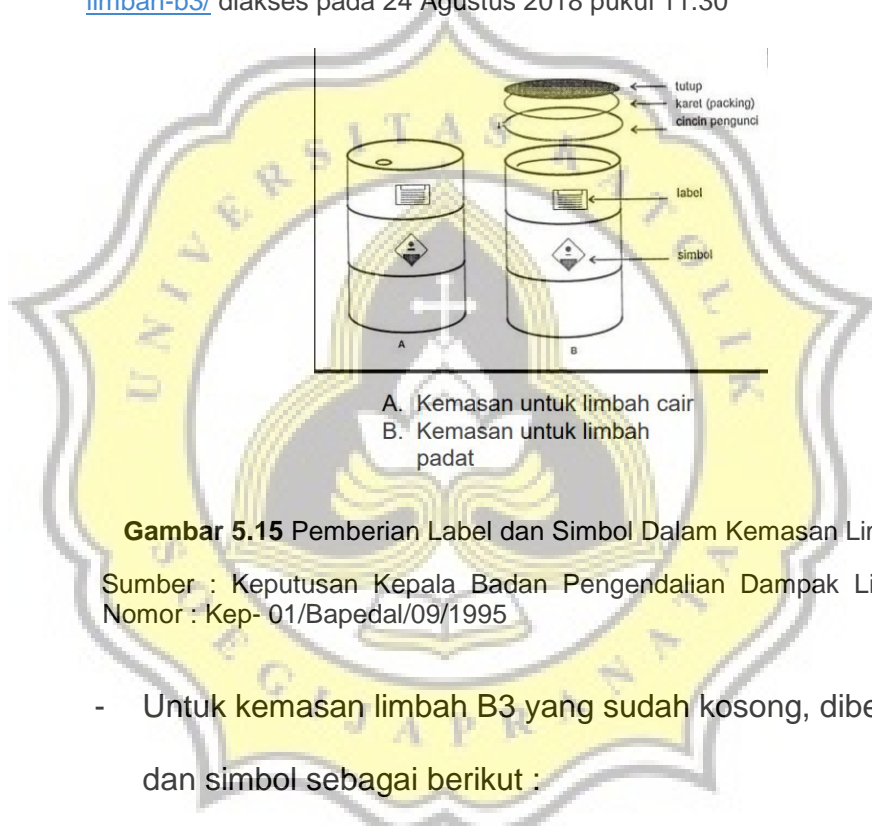 limbah-b3/ diakses pada 24 Agustus 2018 pukul 11.30
tutup
karet (packing)
cincin pengunci
label
simbol
A
B
A. Kemasan untuk limbah cair
B. Kemasan untuk limbah
padat
Gambar 5.15 Pemberian Label dan Simbol Dalam Kemasan
Sumber : Keputusan Kepala Badan Pengendalian Dampak
Nomor : Kep- 01/Bapedal/09/1995
- Untuk kemasan limbah B3 yang sudah kosong,
dan simbol sebagai berikut :
UNIVERSITAS KATOLIK
SOEGIJAPRANATA